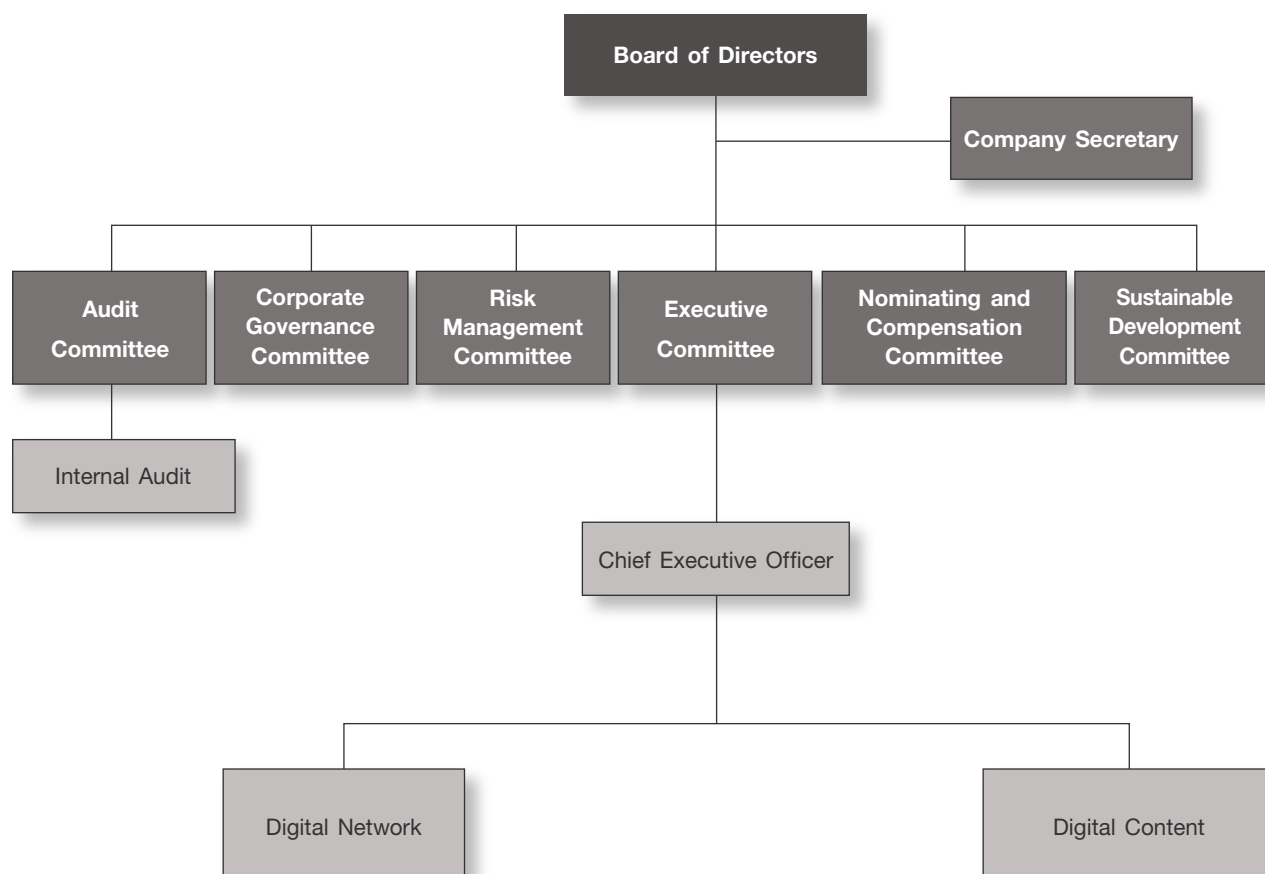 Board of Directors
Company Secretary
Audit
Committee
Corporate
Governance
Committee
Risk
Management
Committee
Executive
Committee
Nominating and
Compensation
Committee
Sustainable
Development
Committee
Internal Audit
Chief Executive Officer
Digital Network
Digital Content